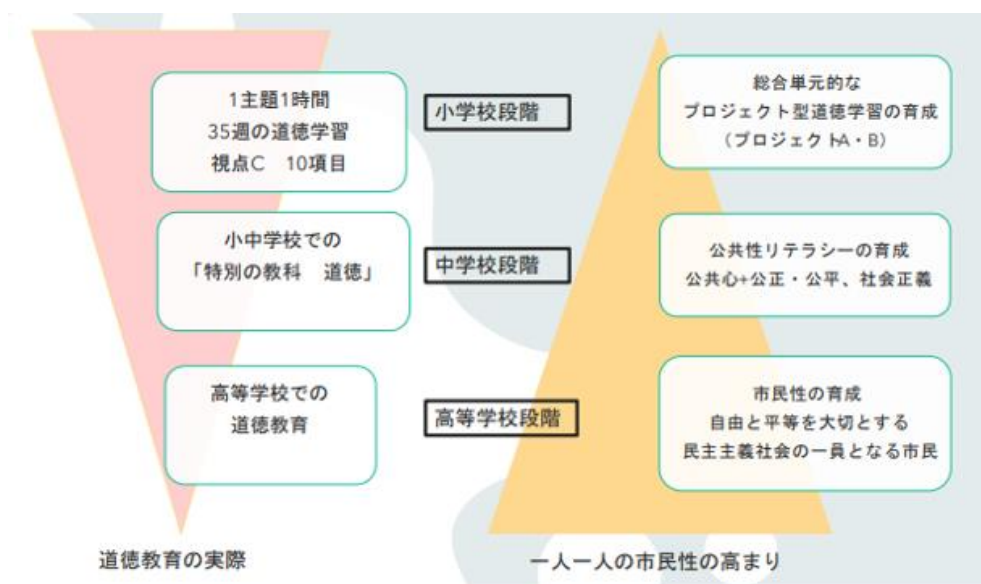 1主題1時間
35週の道徳学習
視点C 10項目
小学校段階
総合単元的な
プロジェクト型道徳学習の育成
(プロジェクトA・B)
小中学校での
「特別の教科 道徳」
中学校段階
公共性リテラシーの育成
公共心+公正・公平、社会正義
高等学校での
道徳教育
高等学校段階
市民性の育成
自由と平等を大切とする
民主主義社会の一員となる市民
道徳教育の実際
一人一人の市民性の高まり